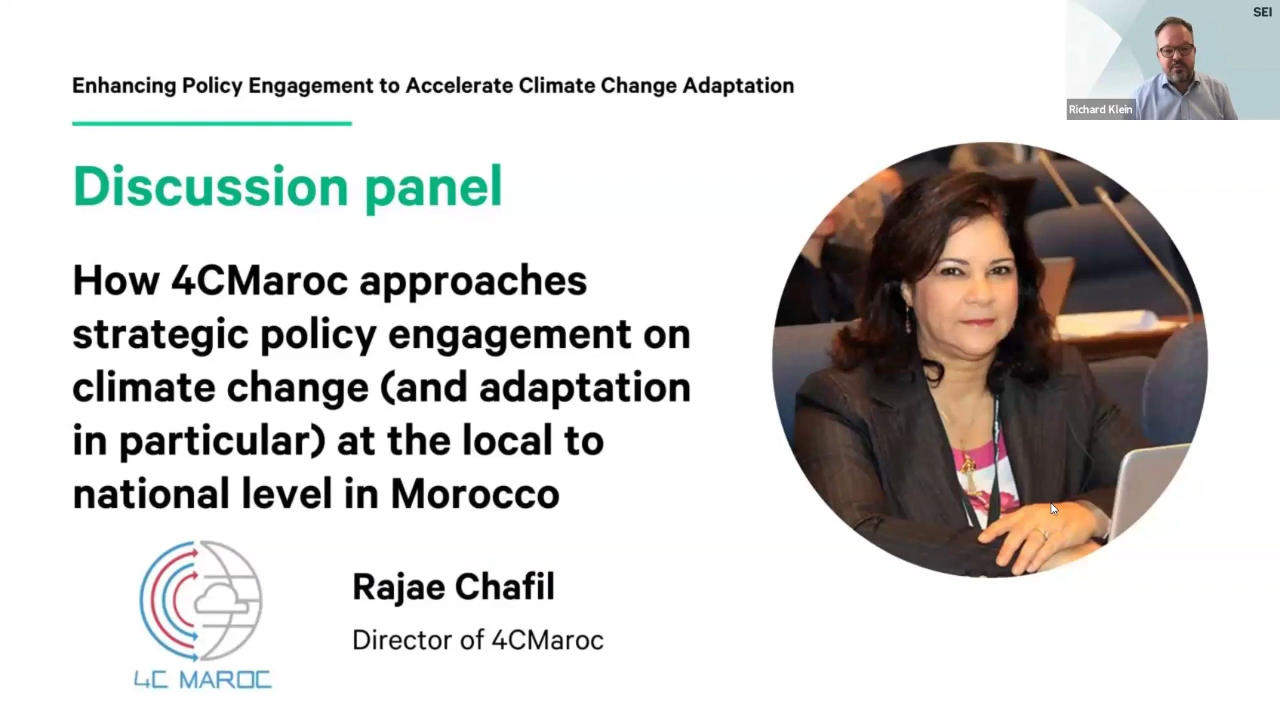 Enhancing Policy Engagement to Accelerate Climate Change Adaptation
SEI
Richard Klein
Discussion panel
How 4CMaroc approaches
strategic policy engagement on
climate change (and adaptation
in particular) at the local to
national level in Morocco
4C MAROC
Rajae Chafil
Director of 4CMaroc